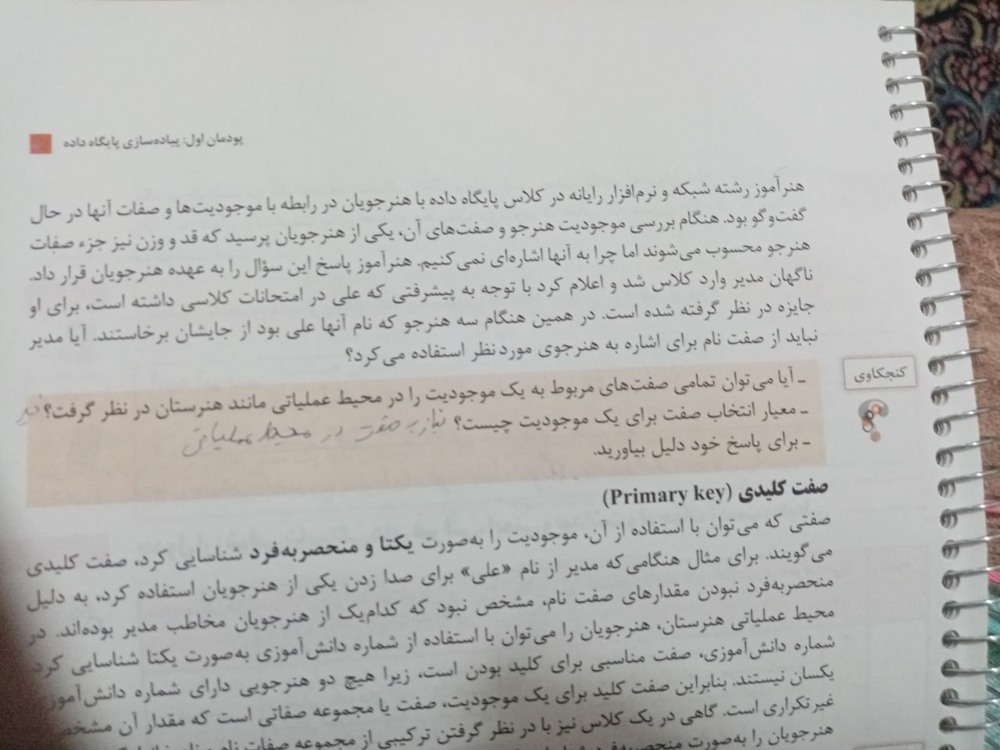 پودمان اول: پیاده‌سازی پایگاه داده
هنرآموز رشته شبکه و نرم‌افزار رایانه در کلاس پایگاه داده با هنرجویان در رابطه با موجودیت‌ها و صفات آنها در حال
گفت‌وگو بود. هنگام بررسی موجودیت هنرجو و صفت‌های آن، یکی از هنرجویان پرسید که قد و وزن نیز جزء صفات
هنرجو محسوب می‌شوند اما چرا به آنها اشاره‌ای نمی‌کنیم. هنرآموز پاسخ این سؤال را به عهده هنرجویان قرار داد.
ناگهان مدیر وارد کلاس شد و اعلام کرد با توجه به پیشرفتی که علی در امتحانات کلاسی داشته است، برای او
جایزه در نظر گرفته شده است. در همین هنگام سه هنرجو که نام آنها علی بود از جایشان برخاستند. آیا مدیر
نباید از صفت نام برای اشاره به هنرجوی موردنظر استفاده می‌کرد؟
کنجکاوی
ـ آیا می‌توان تمامی صفت‌های مربوط به یک موجودیت را در محیط عملیاتی مانند هنرستان در نظر گرفت؟ خیر
ـ معیار انتخاب صفت برای یک موجودیت چیست؟ نیاز به صفت در محیط عملیاتی
ـ برای پاسخ خود دلیل بیاورید.
صفت کلیدی (Primary key)
صفتی که می‌توان با استفاده از آن، موجودیت را به‌صورت یکتا و منحصربه‌فرد شناسایی کرد، صفت کلیدی
می‌گویند. برای مثال هنگامی‌که مدیر از نام «علی» برای صدا زدن یکی از هنرجویان استفاده کرد، به دلیل
منحصربه‌فرد نبودن مقدارهای صفت نام، مشخص نبود که کدام‌یک از هنرجویان مخاطب مدیر بوده‌اند. در
محیط عملیاتی هنرستان، هنرجویان را می‌توان با استفاده از شماره دانش‌آموزی به‌صورت یکتا شناسایی کرد.
شماره دانش‌آموزی، صفت مناسبی برای کلید بودن است، زیرا هیچ دو هنرجویی دارای شماره دانش‌آموزی
یکسان نیستند. بنابراین صفت کلید برای یک موجودیت، صفت یا مجموعه صفاتی است که مقدار آن مشخص
غیرتکراری است. گاهی در یک کلاس نیز با در نظر گرفتن ترکیبی از مجموعه صفات نام و نام
هنرجویان را به‌صورت منحصربه‌فرد